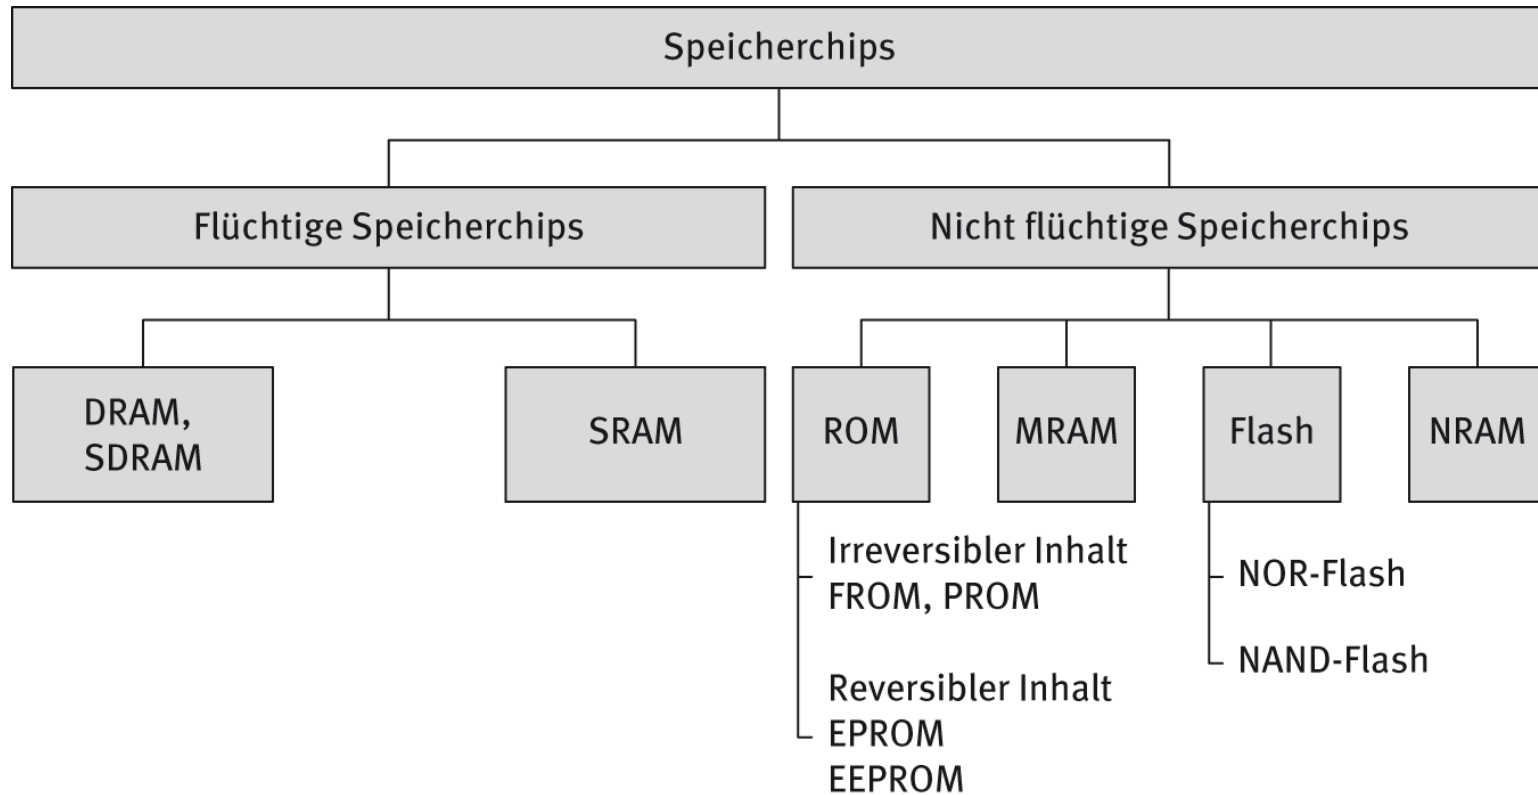 Speicherchips
Flüchtige Speicherchips
Nicht flüchtige Speicherchips
DRAM,
SDRAM
SRAM
ROM
MRAM
Flash
NRAM
Irreversibler Inhalt
FROM, PROM
Reversibler Inhalt
EPROM
EEPROM
NOR-Flash
NAND-Flash